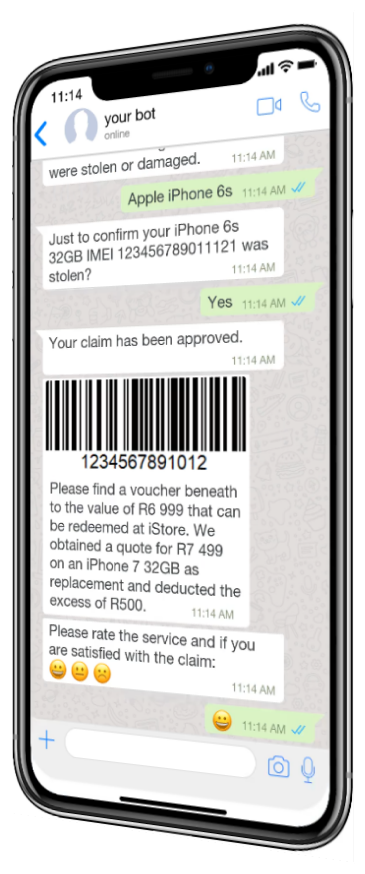 11:14
your bot
online
were stolen or damaged. 11:14 AM
Apple iPhone 6s 11:14 AM
Just to confirm your iPhone 6s
32GB IMEI 123456789011121 was
stolen?
11:14 AM
Yes 11:14 AM
Your claim has been approved.
11:14 AM
1234567891012
Please find a voucher beneath
to the value of R6 999 that can
be redeemed at iStore. We
obtained a quote for R7 499
on an iPhone 7 32GB as
replacement and deducted the
excess of R500.
11:14 AM
Please rate the service and if you
are satisfied with the claim:
😀 😐 🙁
11:14 AM
😀 11:14 AM